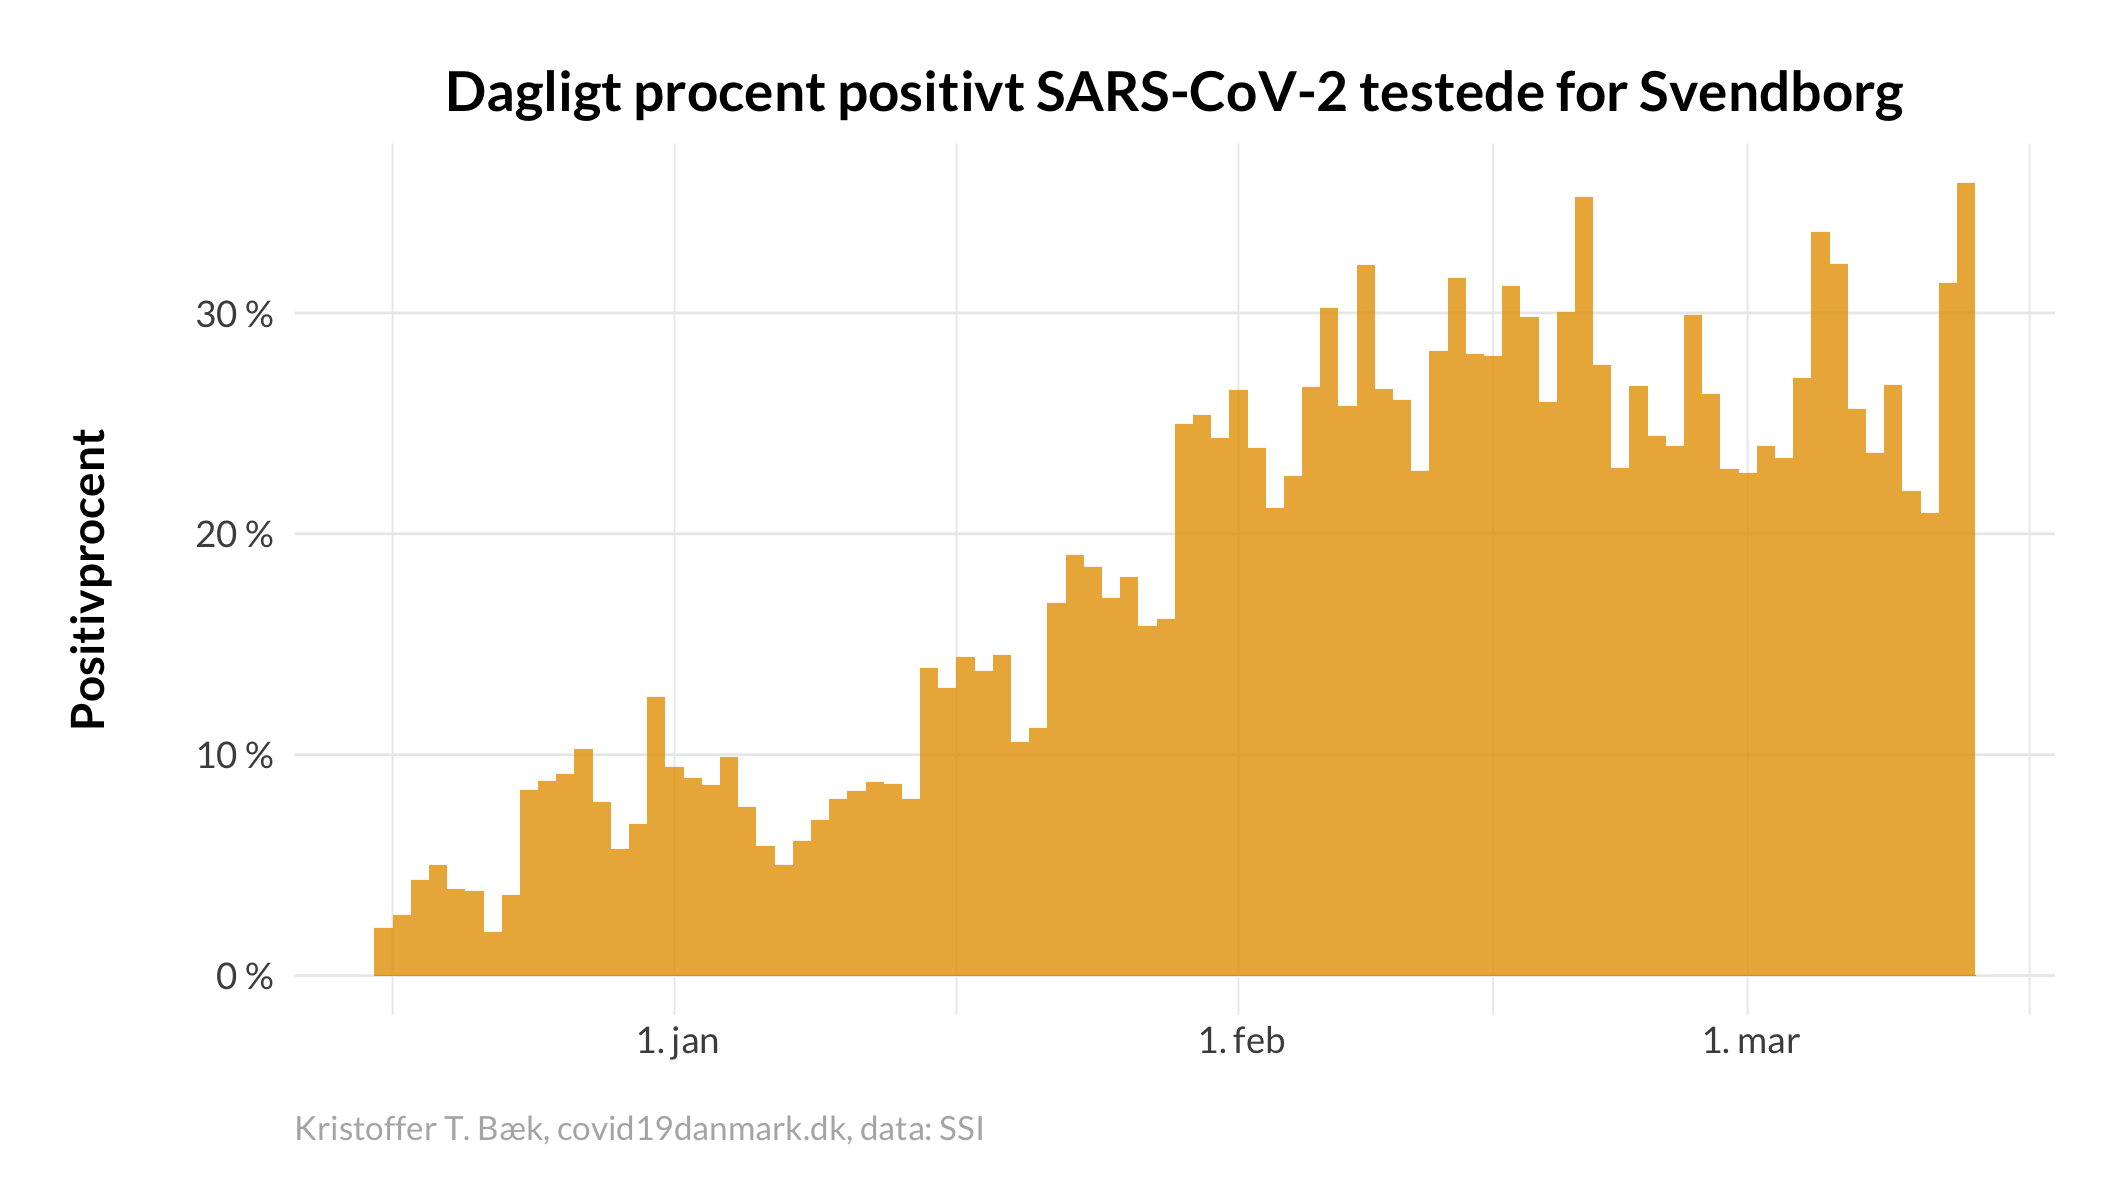 Dagligt procent positivt SARS-CoV-2 testede for Svendborg
Positivprocent
30 %
20 %
10 %
0 %
1. jan
1. feb
1. mar
Kristoffer T. Bæk, covid19danmark.dk, data: SSI